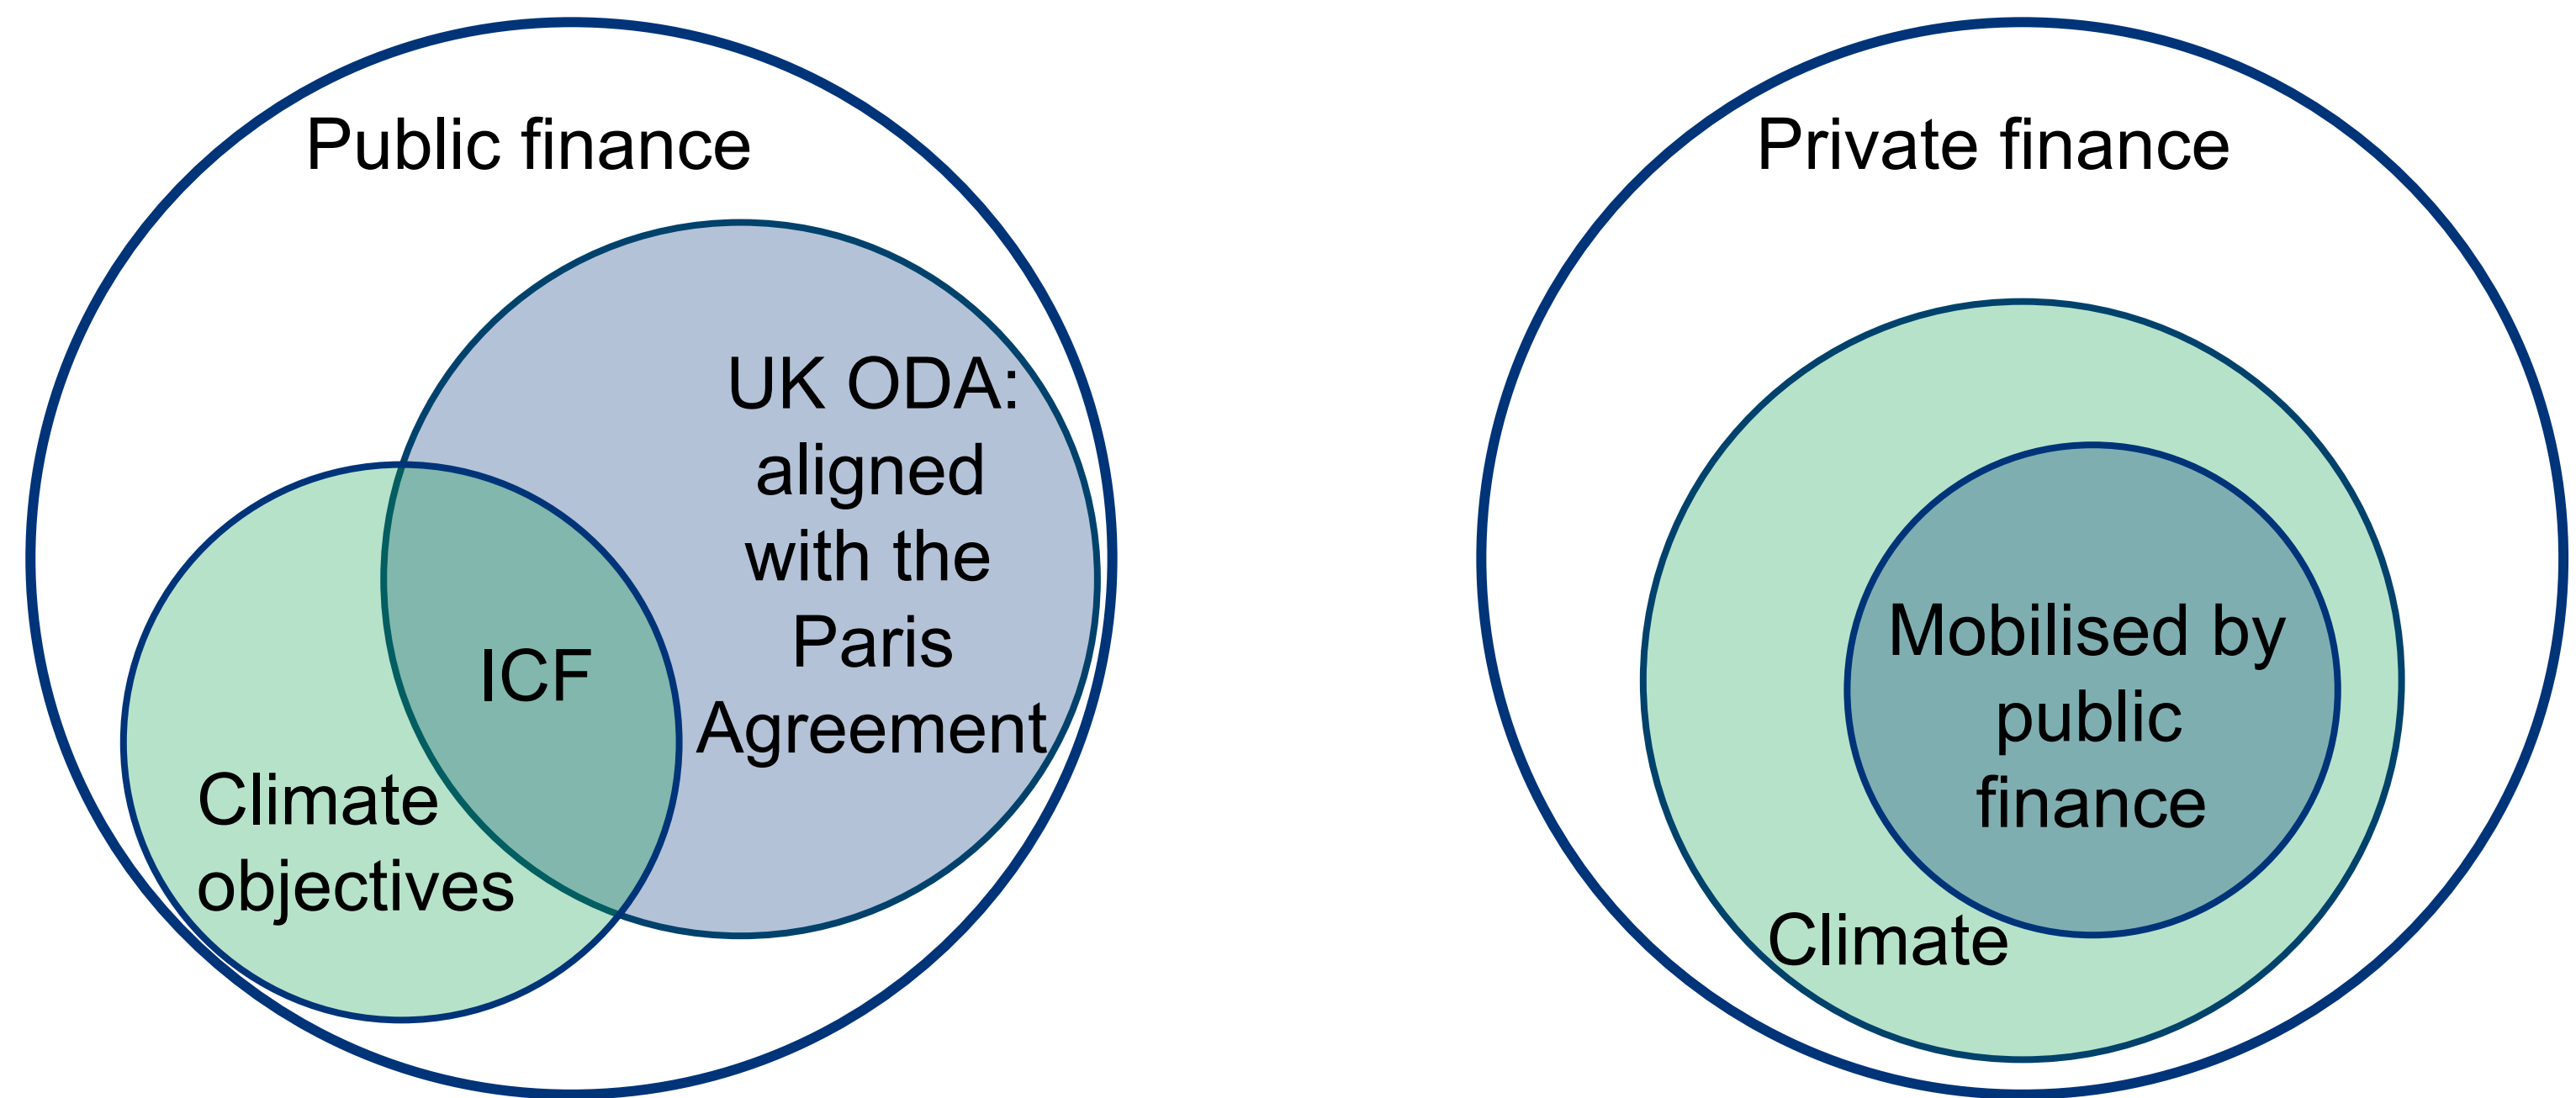 Public finance
UK ODA:
aligned
with the
Paris
Agreement
ICF
Climate
objectives
Private finance
Mobilised by
public
finance
Climate